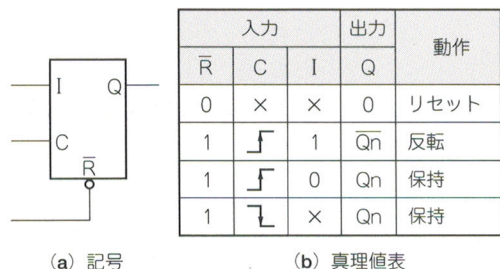 I Q
C
R̅
(a) 記号
入力 出力 動作
R̅ C I Q
0 × × 0 リセット
1 1 Q̅n̅ 反転
1 0 Qn 保持
1 × Qn 保持
(b) 真理値表